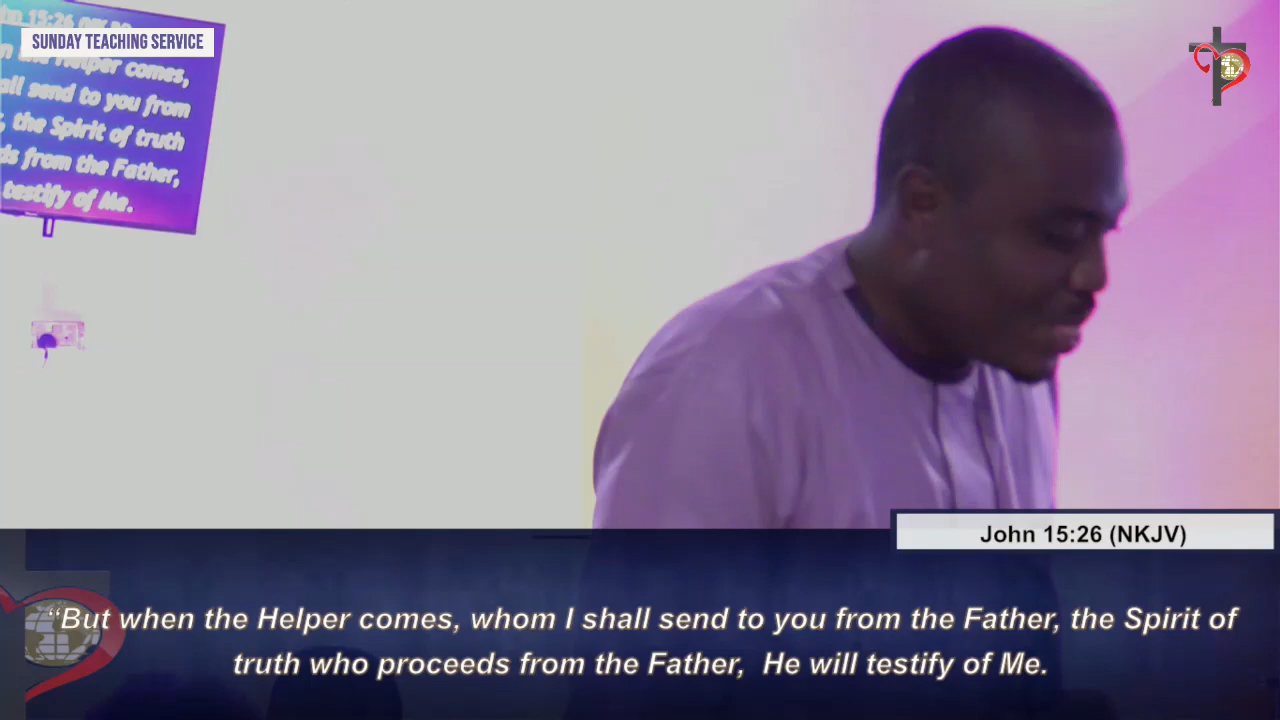 SUNDAY TEACHING SERVICE
comes,
send to you from
the Spirit of truth
from the Father,
testify of Me.
John 15:26 (NKJV)
“But when the Helper comes, whom I shall send to you from the Father, the Spirit of
truth who proceeds from the Father, He will testify of Me.